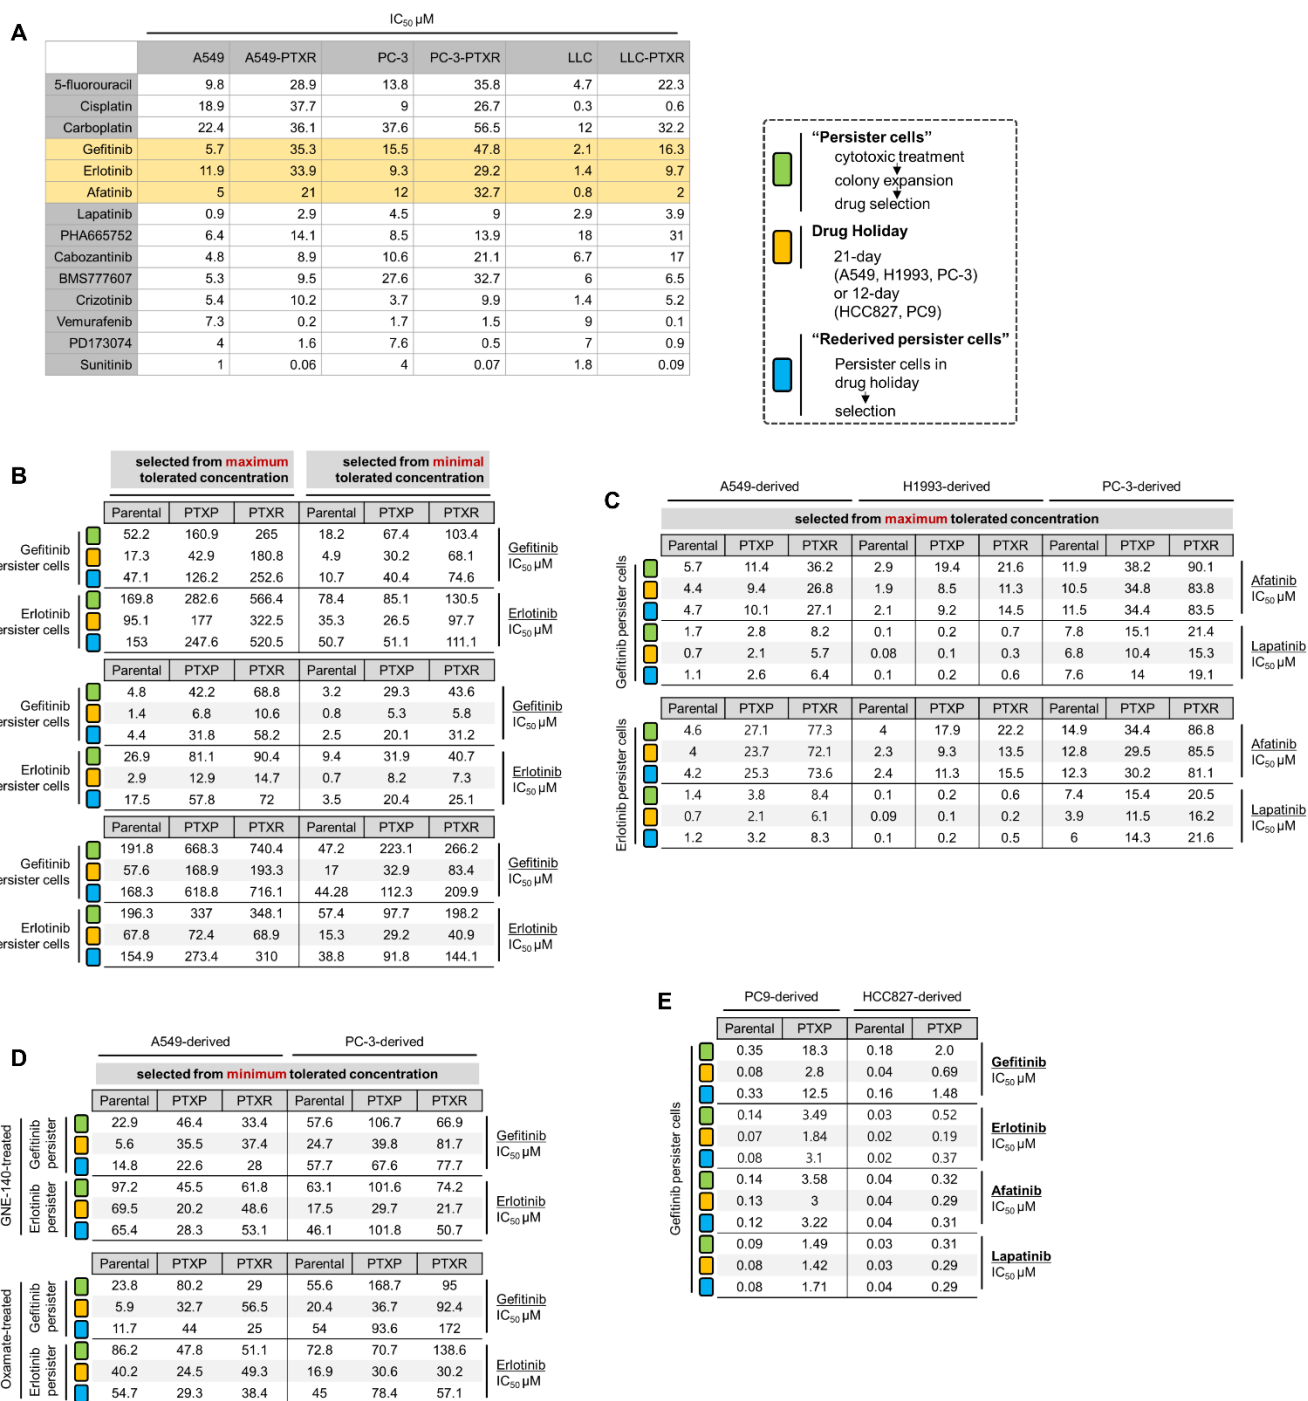 A
IC50 µM
A549 A549-PTXR PC-3 PC-3-PTXR LLC LLC-PTXR
5-fluorouracil 9.8 28.9 13.8 35.8 4.7 22.3
Cisplatin 18.9 37.7 9 26.7 0.3 0.6
Carboplatin 22.4 36.1 37.6 56.5 12 32.2
Gefitinib 5.7 35.3 15.5 47.8 2.1 16.3
Erlotinib 11.9 33.9 9.3 29.2 1.4 9.7
Afatinib 5 21 12 32.7 0.8 2
Lapatinib 0.9 2.9 4.5 9 2.9 3.9
PHA665752 6.4 14.1 8.5 13.9 18 31
Cabozantinib 4.8 8.9 10.6 21.1 6.7 17
BMS777607 5.3 9.5 27.6 32.7 6 6.5
Crizotinib 5.4 10.2 3.7 9.9 1.4 5.2
Vemurafenib 7.3 0.2 1.7 1.5 9 0.1
PD173074 4 1.6 7.6 0.5 7 0.9
Sunitinib 1 0.06 4 0.07 1.8 0.09
"Persister cells"
cytotoxic treatment
colony expansion
drug selection
Drug Holiday
21-day
(A549, H1993, PC-3)
or 12-day
(HCC827, PC9)
"Rederived persister cells"
Persister cells in
drug holiday
selection
B
selected from maximum tolerated concentration
selected from minimal tolerated concentration
Parental PTXP PTXR Parental PTXP PTXR
Gefitinib
ersister cells
52.2 160.9 265 18.2 67.4 103.4
17.3 42.9 180.8 4.9 30.2 68.1
47.1 126.2 252.6 10.7 40.4 74.6
Gefitinib
IC50 µM
Erlotinib
ersister cells
169.8 282.6 566.4 78.4 85.1 130.5
95.1 177 322.5 35.3 26.5 97.7
153 247.6 520.5 50.7 51.1 111.1
Erlotinib
IC50 µM
Parental PTXP PTXR Parental PTXP PTXR
Gefitinib
ersister cells
4.8 42.2 68.8 3.2 29.3 43.6
1.4 6.8 10.6 0.8 5.3 5.8
4.4 31.8 58.2 2.5 20.1 31.2
Gefitinib
IC50 µM
Erlotinib
ersister cells
26.9 81.1 90.4 9.4 31.9 40.7
2.9 12.9 14.7 0.7 8.2 7.3
17.5 57.8 72 3.5 20.4 25.1
Erlotinib
IC50 µM
Parental PTXP PTXR Parental PTXP PTXR
Gefitinib
ersister cells
191.8 668.3 740.4 47.2 223.1 266.2
57.6 168.9 193.3 17 32.9 83.4
168.3 618.8 716.1 44.28 112.3 209.9
Gefitinib
IC50 µM
Erlotinib
ersister cells
196.3 337 348.1 57.4 97.7 198.2
67.8 72.4 68.9 15.3 29.2 40.9
154.9 273.4 310 38.8 91.8 144.1
Erlotinib
IC50 µM
C
A549-derived H1993-derived PC-3-derived
selected from maximum tolerated concentration
Parental PTXP PTXR Parental PTXP PTXR Parental PTXP PTXR
Gefitinib persister cells
5.7 11.4 36.2 2.9 19.4 21.6 11.9 38.2 90.1
4.4 9.4 26.8 1.9 8.5 11.3 10.5 34.8 83.8
4.7 10.1 27.1 2.1 9.2 14.5 11.5 34.4 83.5
Afatinib
IC50 µM
1.7 2.8 8.2 0.1 0.2 0.7 7.8 15.1 21.4
0.7 2.1 5.7 0.08 0.1 0.3 6.8 10.4 15.3
1.1 2.6 6.4 0.1 0.2 0.6 7.6 14 19.1
Lapatinib
IC50 µM
Parental PTXP PTXR Parental PTXP PTXR Parental PTXP PTXR
Erlotinib persister cells
4.6 27.1 77.3 4 17.9 22.2 14.9 34.4 86.8
4 23.7 72.1 2.3 9.3 13.5 12.8 29.5 85.5
4.2 25.3 73.6 2.4 11.3 15.5 12.3 30.2 81.1
Afatinib
IC50 µM
1.4 3.8 8.4 0.1 0.2 0.6 7.4 15.4 20.5
0.7 2.1 6.1 0.09 0.1 0.2 3.9 11.5 16.2
1.2 3.2 8.3 0.1 0.2 0.5 6 14.3 21.6
Lapatinib
IC50 µM
D
A549-derived PC-3-derived
selected from minimum tolerated concentration
Parental PTXP PTXR Parental PTXP PTXR
GNE-140-treated
Gefitinib persister
22.9 46.4 33.4 57.6 106.7 66.9
5.6 35.5 37.4 24.7 39.8 81.7
14.8 22.6 28 57.7 67.6 77.7
Gefitinib
IC50 µM
Erlotinib persister
97.2 45.5 61.8 63.1 101.6 74.2
69.5 20.2 48.6 17.5 29.7 21.7
65.4 28.3 53.1 46.1 101.8 50.7
Erlotinib
IC50 µM
Parental PTXP PTXR Parental PTXP PTXR
Oxamate-treated
Gefitinib persister
23.8 80.2 29 55.6 168.7 95
5.9 32.7 56.5 20.4 36.7 92.4
11.7 44 25 54 93.6 172
Gefitinib
IC50 µM
Erlotinib persister
86.2 47.8 51.1 72.8 70.7 138.6
40.2 24.5 49.3 16.9 30.6 30.2
54.7 29.3 38.4 45 78.4 57.1
Erlotinib
IC50 µM
E
PC9-derived HCC827-derived
Parental PTXP Parental PTXP
Gefitinib persister cells
0.35 18.3 0.18 2.0
0.08 2.8 0.04 0.69
0.33 12.5 0.16 1.48
Gefitinib
IC50 µM
0.14 3.49 0.03 0.52
0.07 1.84 0.02 0.19
0.08 3.1 0.02 0.37
Erlotinib
IC50 µM
0.14 3.58 0.04 0.32
0.13 3 0.04 0.29
0.12 3.22 0.04 0.31
Afatinib
IC50 µM
0.09 1.49 0.03 0.31
0.08 1.42 0.03 0.29
0.08 1.71 0.04 0.29
Lapatinib
IC50 µM